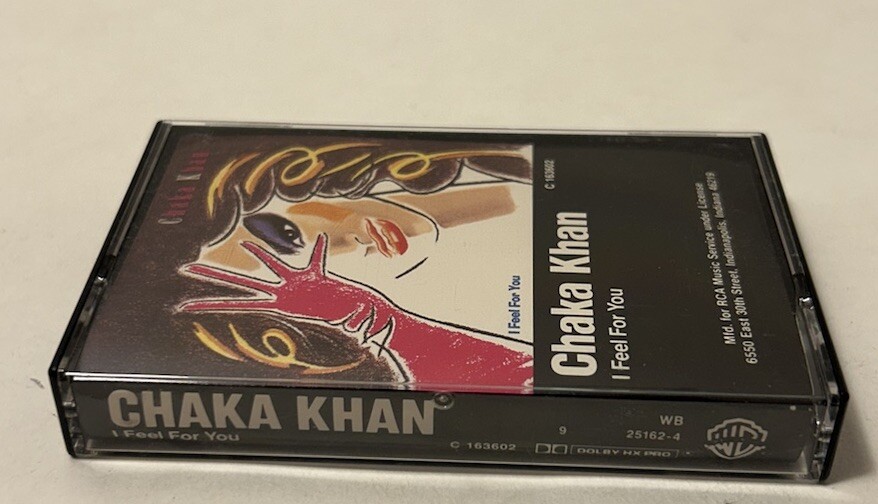 Chaka Khan
I Feel For You
C 163602
Chaka Khan
I Feel For You
Mfd. for RCA Music Service under License
6550 East 30th Street, Indianapolis, Indiana 46219
CHAKA KHAN
I Feel For You
C 163602
DOLBY HX PRO
9
WB
25162-4